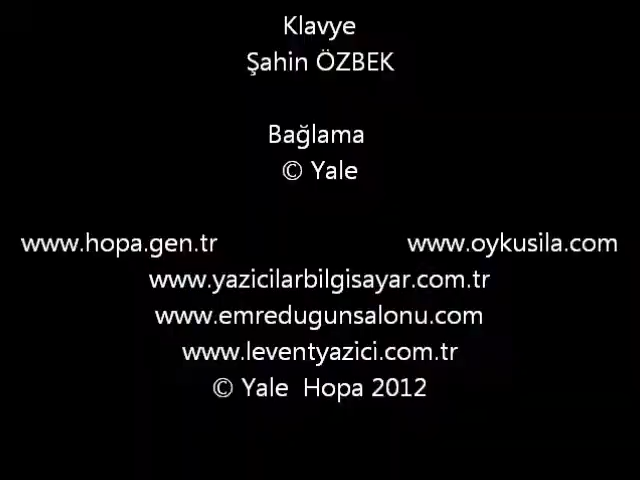 Klavye
Şahin ÖZBEK
Bağlama
© Yale
www.hopa.gen.tr www.oykusila.com
www.yazicilarbilgisayar.com.tr
www.emredugunsalonu.com
www.leventyazici.com.tr
© Yale Hopa 2012